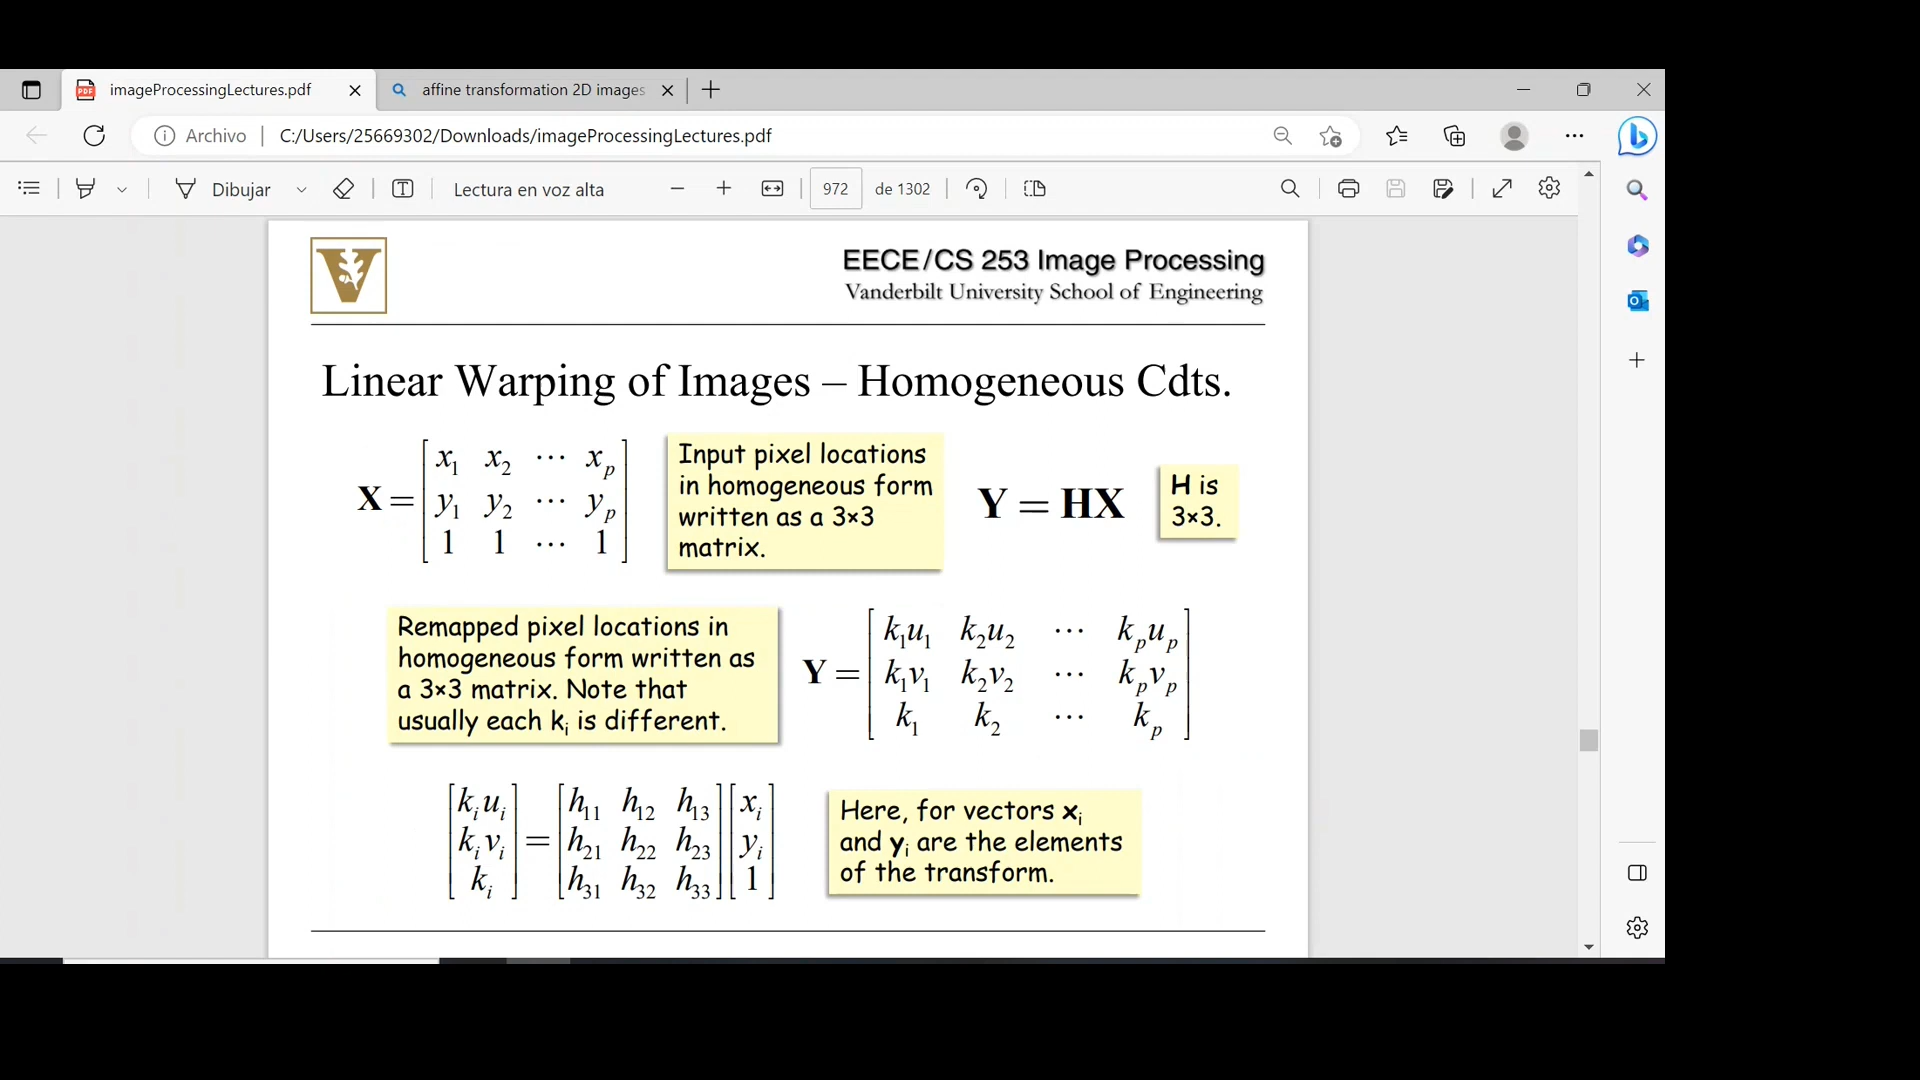 imageProcessingLectures.pdf
affine transformation 2D images
Archivo
C:/Users/25669302/Downloads/imageProcessingLectures.pdf
Dibujar
Lectura en voz alta
972
de 1302
V
EECE/CS 253 Image Processing
Vanderbilt University School of Engineering
Linear Warping of Images – Homogeneous Cdts.
X = [x₁ x₂ ⋯ xₚ
y₁ y₂ ⋯ yₚ
1 1 ⋯ 1]
Input pixel locations
in homogeneous form
written as a 3×3
matrix.
Y = HX
H is
3×3.
Remapped pixel locations in
homogeneous form written as
a 3×3 matrix. Note that
usually each kᵢ is different.
Y = [k₁u₁ k₂u₂ ⋯ kₚuₚ
k₁v₁ k₂v₂ ⋯ kₚvₚ
k₁ k₂ ⋯ kₚ]
[kᵢuᵢ kᵢvᵢ kᵢ] = [h₁₁ h₁₂ h₁₃
h₂₁ h₂₂ h₂₃
h₃₁ h₃₂ h₃₃] [xᵢ yᵢ 1]
Here, for vectors xᵢ
and yᵢ are the elements
of the transform.